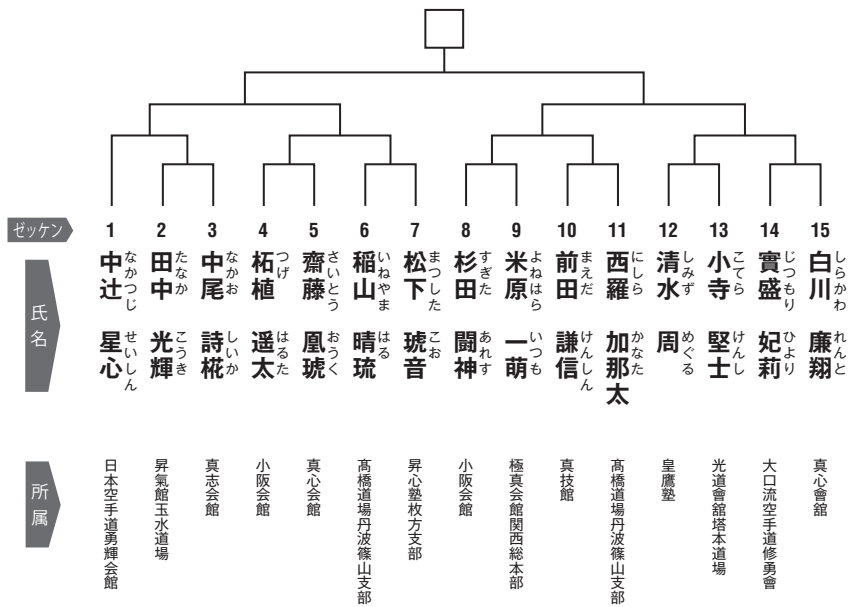 ゼッケン
1 2 3 4 5 6 7 8 9 10 11 12 13 14 15
氏名
中辻 星心
なかつじ せいしん
田中 光輝
たなか こうき
中尾 詩椛
なかお しいか
柘植 遥太
つげ はるた
齋藤 凰琥
さいとう おうく
稲山 晴琉
いねやま はる
松下 琥音
まつした こお
杉田 闘神
すぎた あれす
米原 一萌
よねはら いつも
前田 謙信
まえだ けんしん
西羅 加那太
にしら かなた
清水 周
しみず めぐる
小寺 堅士
こてら けんし
實盛 妃莉
じつもり ひより
白川 廉翔
しらかわ れんと
所属
日本空手道勇輝会館
昇氣館玉水道場
真志会館
小阪会館
真心会館
髙橋道場丹波篠山支部
昇心塾枚方支部
小阪会館
極真会館関西総本部
真技館
髙橋道場丹波篠山支部
皇鷹塾
光道會舘塔本道場
大口流空手道修勇會
真心會舘